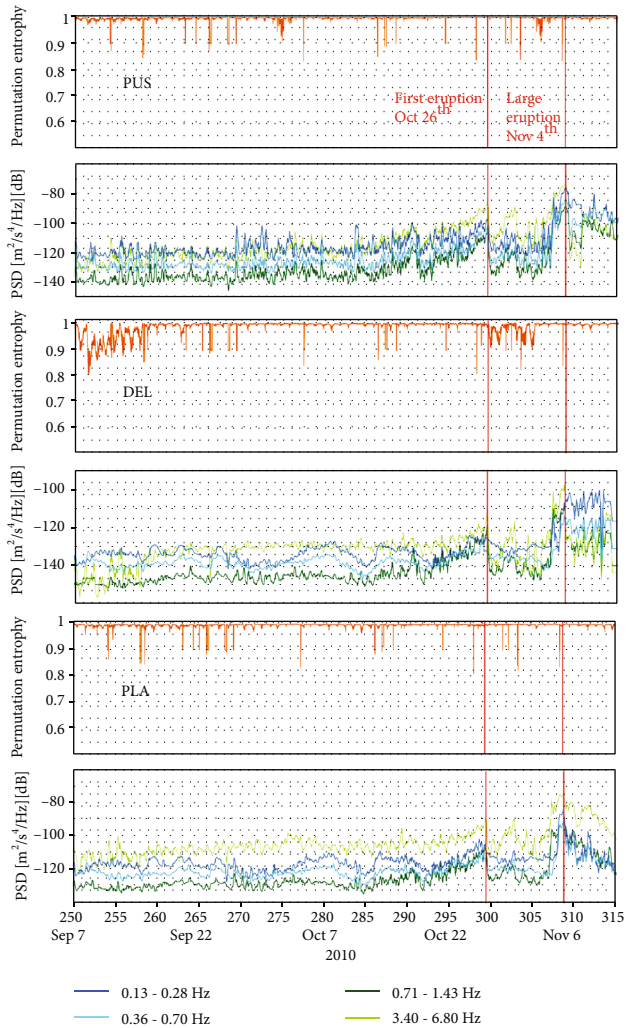 Permutation entrophy
1
0.9
0.8
0.7
0.6
PUS
First eruption
Oct 26th
Large
eruption
Nov 4th
PSD [m2/s4/Hz][dB]
−80
−100
−120
−140
Permutation entrophy
1
0.9
0.8
0.7
0.6
DEL
PSD [m2/s4/Hz][dB]
−100
−120
−140
Permutation entrophy
1
0.9
0.8
0.7
0.6
PLA
PSD [m2/s4/Hz][dB]
−80
−100
−120
250 255 260 265 270 275 280 285 290 295 300 305 310 315
Sep 7 Sep 22 Oct 7 Oct 22 Nov 6
2010
0.13 - 0.28 Hz
0.36 - 0.70 Hz
0.71 - 1.43 Hz
3.40 - 6.80 Hz